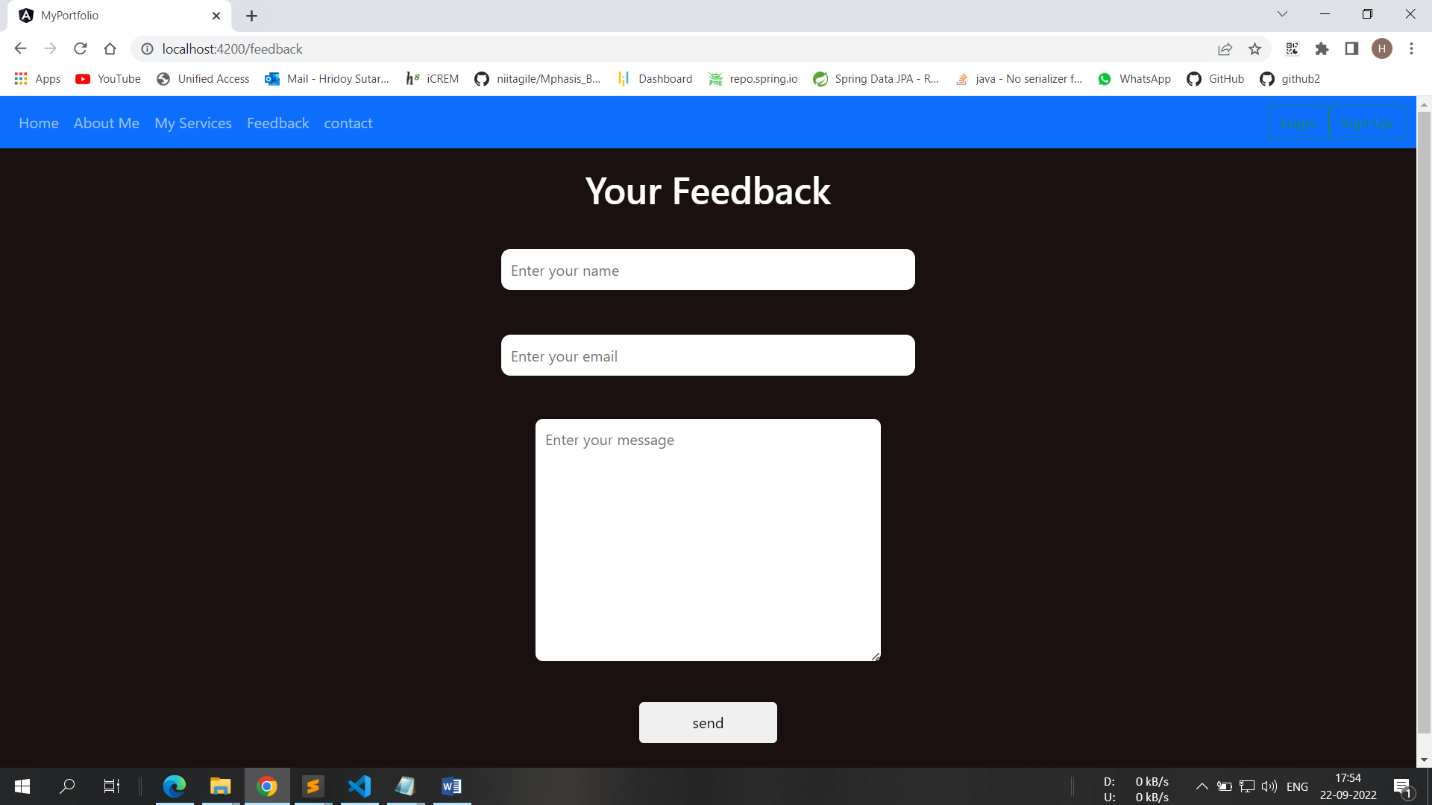 MyPortfolio
localhost:4200/feedback
H
Apps YouTube Unified Access Mail - Hridoy Sutar... iCREM niitagile/Mphasis_B... Dashboard repo.spring.io Spring Data JPA - R... java - No serializer f... WhatsApp GitHub github2
Home About Me My Services Feedback contact Login Sign Up
Your Feedback
Enter your name
Enter your email
Enter your message
send
D: 0 kB/s
U: 0 kB/s
ENG
17:54
22-09-2022
1